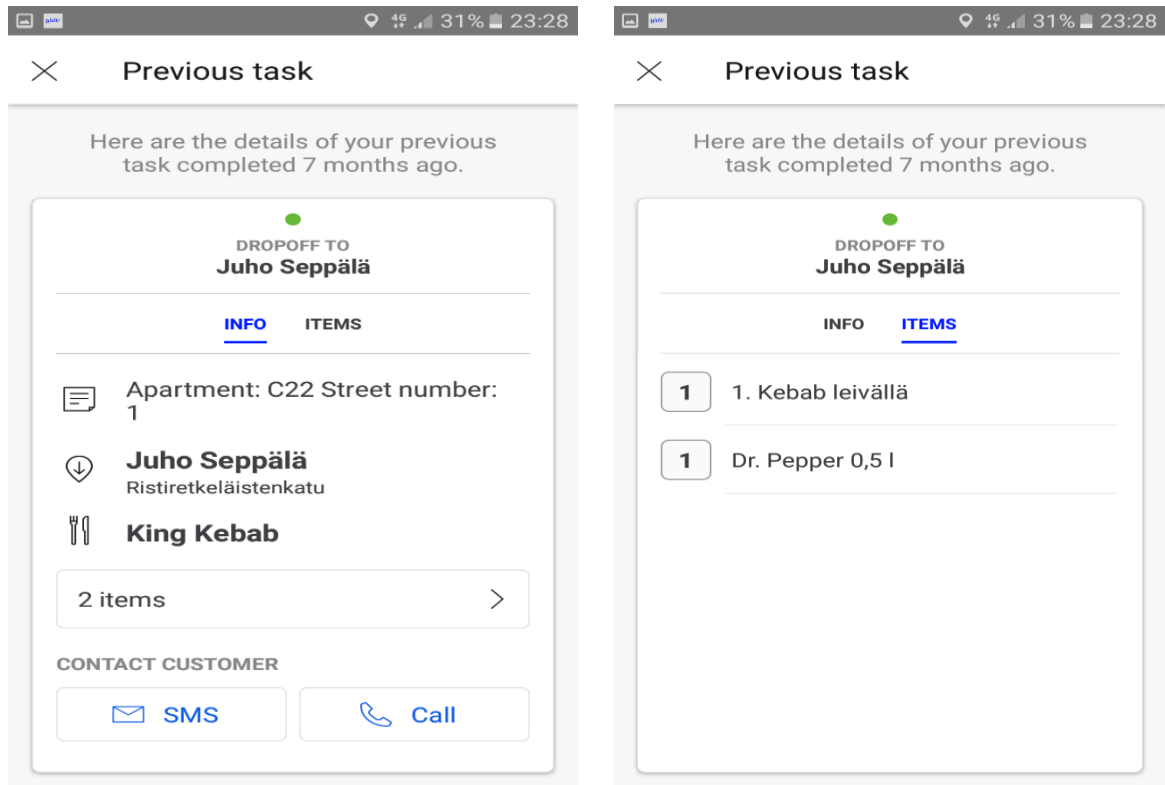 4G 31% 23:28
Previous task
Here are the details of your previous
task completed 7 months ago.
DROPOFF TO
Juho Seppälä
INFO ITEMS
Apartment: C22 Street number:
1
Juho Seppälä
Ristiretkeläistenkatu
King Kebab
2 items
CONTACT CUSTOMER
SMS Call
4G 31% 23:28
Previous task
Here are the details of your previous
task completed 7 months ago.
DROPOFF TO
Juho Seppälä
INFO ITEMS
1 1. Kebab leivällä
1 Dr. Pepper 0,5 l